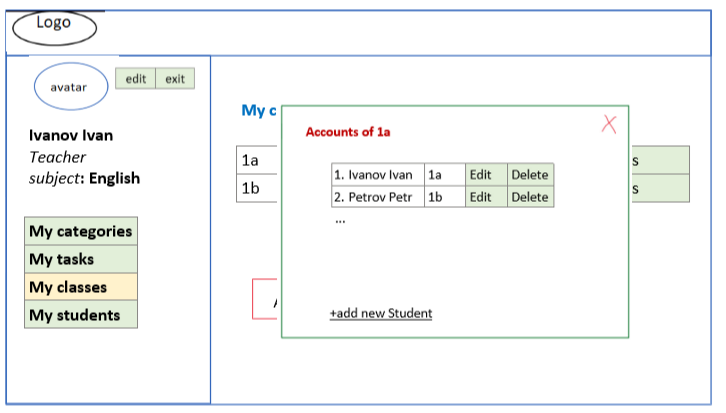 Logo
avatar
edit exit
Ivanov Ivan
Teacher
subject: English
My categories
My tasks
My classes
My students
My c
1a s
1b s
Accounts of 1a
X
1. Ivanov Ivan 1a Edit Delete
2. Petrov Petr 1b Edit Delete
...
+add new Student